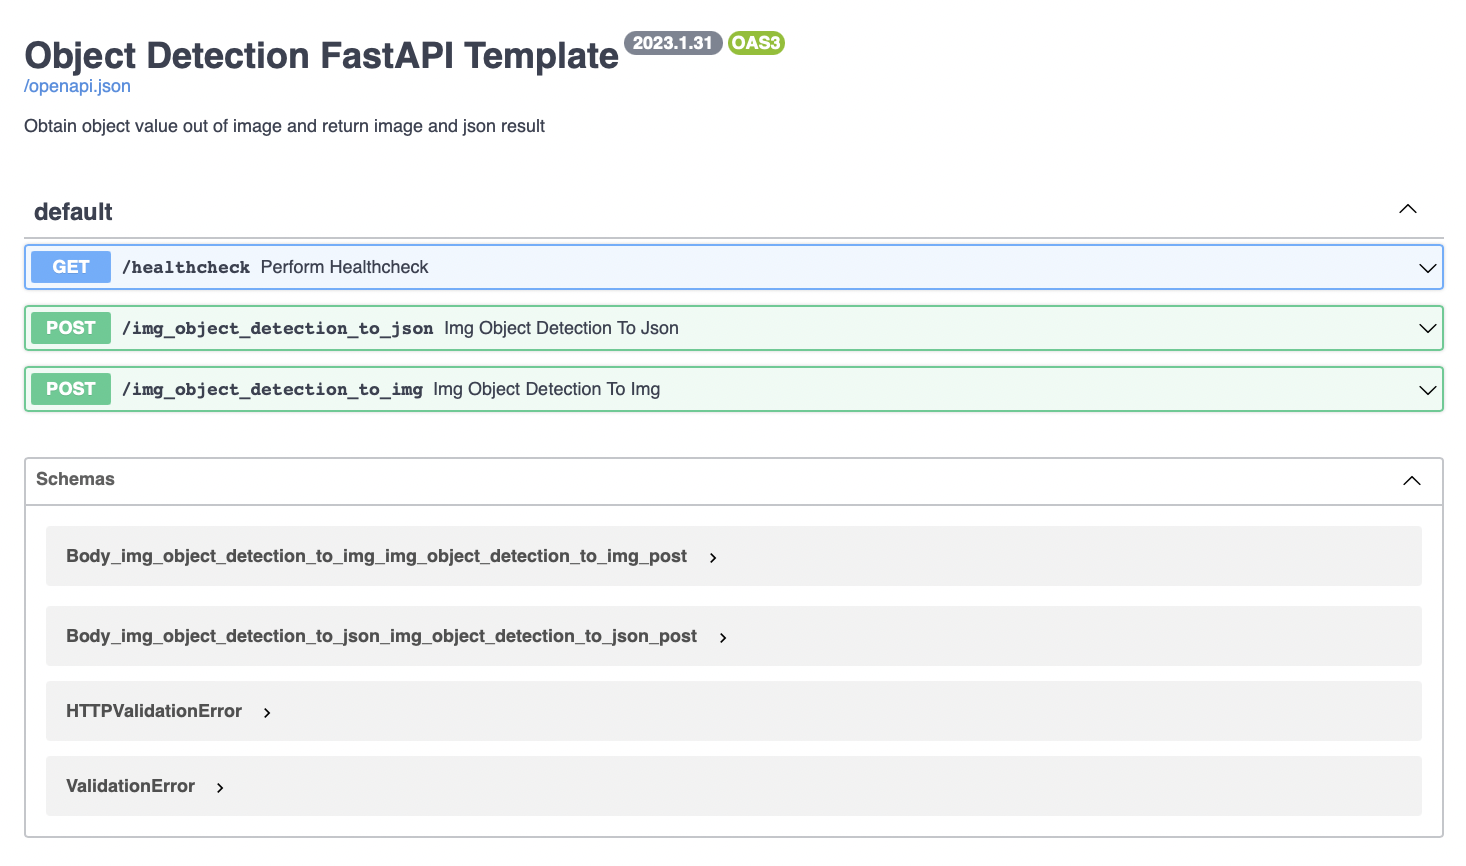 Object Detection FastAPI Template 2023.1.31 OAS3
/openapi.json
Obtain object value out of image and return image and json result
default
GET /healthcheck Perform Healthcheck
POST /img_object_detection_to_json Img Object Detection To Json
POST /img_object_detection_to_img Img Object Detection To Img
Schemas
Body_img_object_detection_to_img_img_object_detection_to_img_post
Body_img_object_detection_to_json_img_object_detection_to_json_post
HTTPValidationError
ValidationError